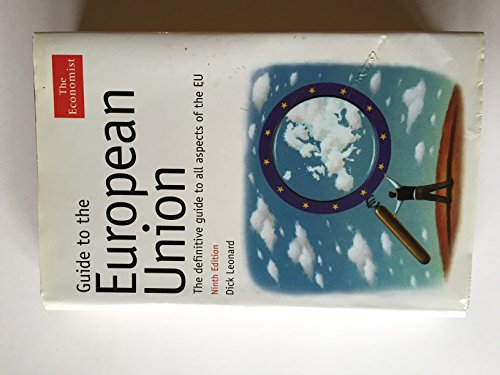 The
Economist
Guide to the
European
Union
The definitive guide to all aspects of the EU
Ninth Edition
Dick Leonard